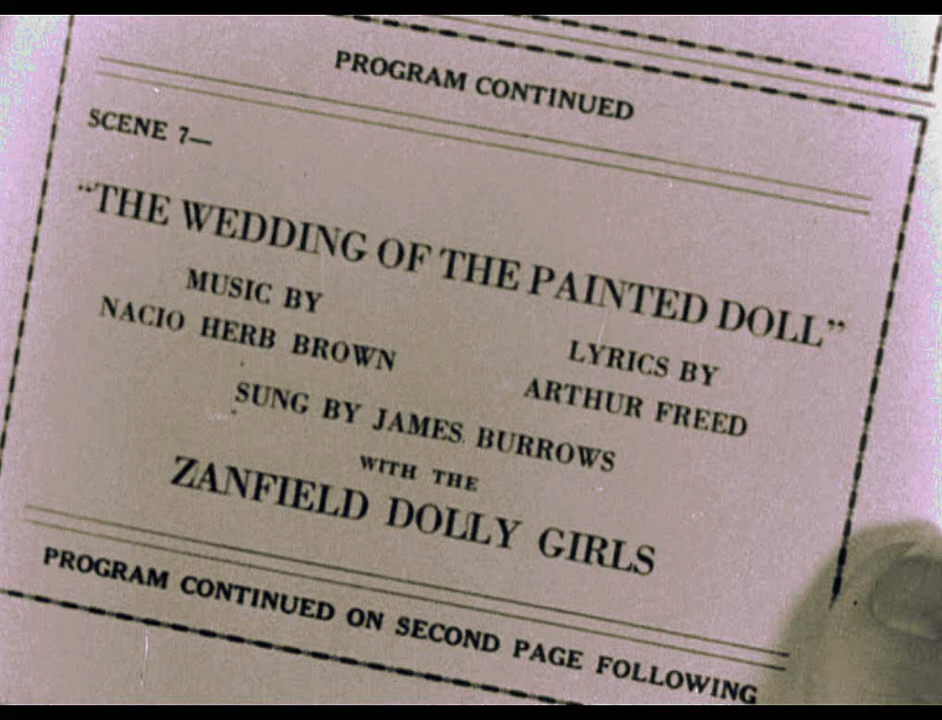 PROGRAM CONTINUED
SCENE 7—
"THE WEDDING OF THE PAINTED DOLL"
MUSIC BY
NACIO HERB BROWN
LYRICS BY
ARTHUR FREED
SUNG BY JAMES BURROWS
WITH THE
ZANFIELD DOLLY GIRLS
PROGRAM CONTINUED ON SECOND PAGE FOLLOWING